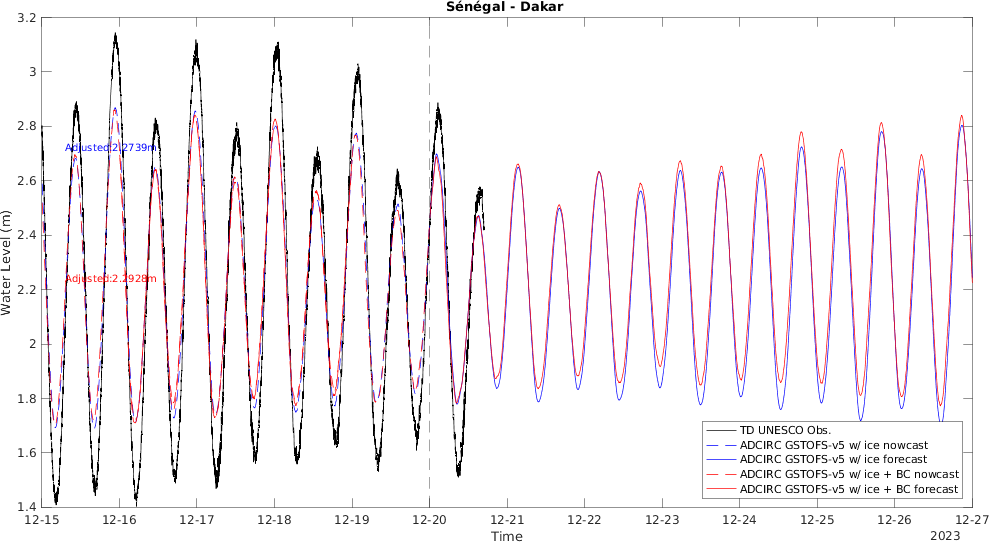 Sénégal - Dakar
3.2
3
2.8
2.6
2.4
2.2
2
1.8
1.6
1.4
Water Level (m)
Adjusted:2.2739m
Adjusted:2.2928m
TD UNESCO Obs.
ADCIRC GSTOFS-v5 w/ ice nowcast
ADCIRC GSTOFS-v5 w/ ice forecast
ADCIRC GSTOFS-v5 w/ ice + BC nowcast
ADCIRC GSTOFS-v5 w/ ice + BC forecast
12-15 12-16 12-17 12-18 12-19 12-20 12-21 12-22 12-23 12-24 12-25 12-26 12-27
Time
2023